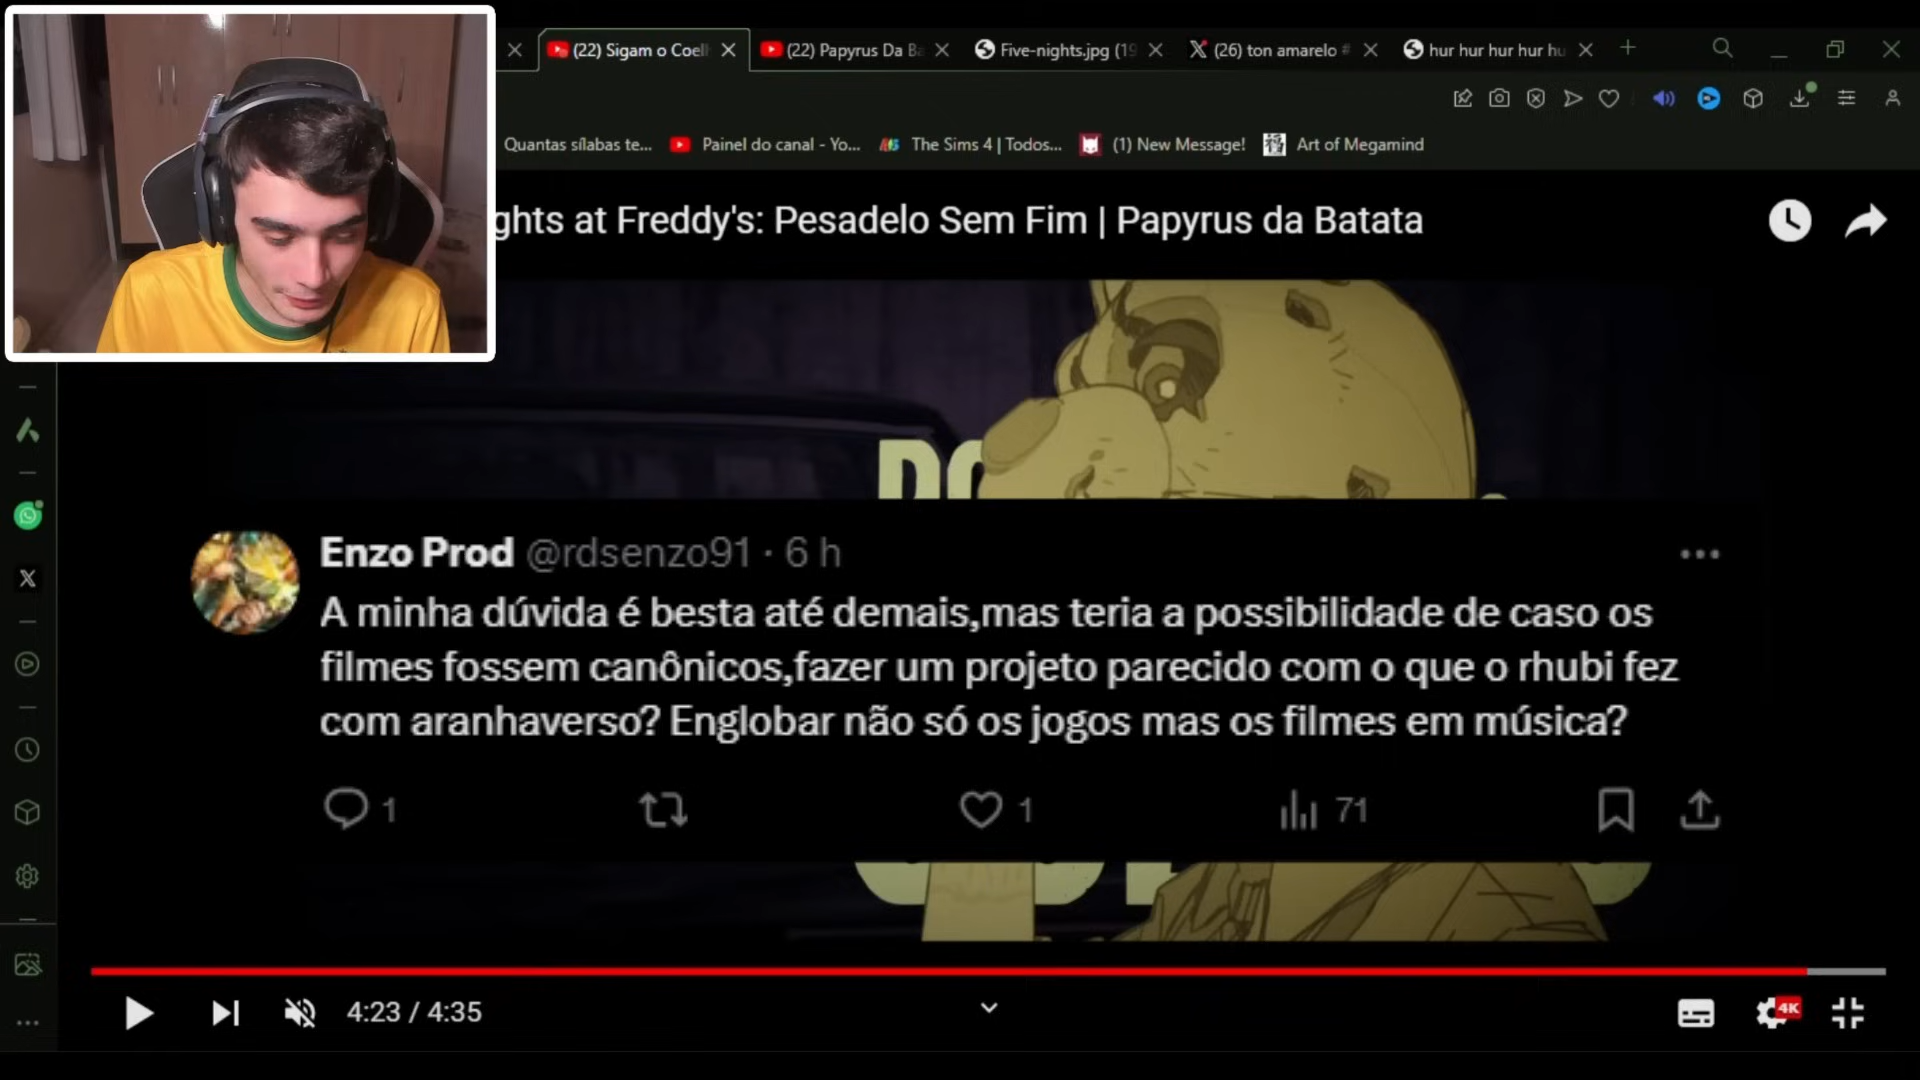 (22) Sigam o Coel
(22) Papyrus Da Ba
Five-nights.jpg (19
(26) ton amarelo #
hur hur hur hur hu
Quantas sílabas te...
Painel do canal - Yo...
The Sims 4 | Todos...
(1) New Message!
Art of Megamind
ghts at Freddy's: Pesadelo Sem Fim | Papyrus da Batata
Enzo Prod @rdsenzo91 · 6 h
A minha dúvida é besta até demais,mas teria a possibilidade de caso os
filmes fossem canônicos,fazer um projeto parecido com o que o rhubi fez
com aranhaverso? Englobar não só os jogos mas os filmes em música?
1
1
71
4:23 / 4:35
4K